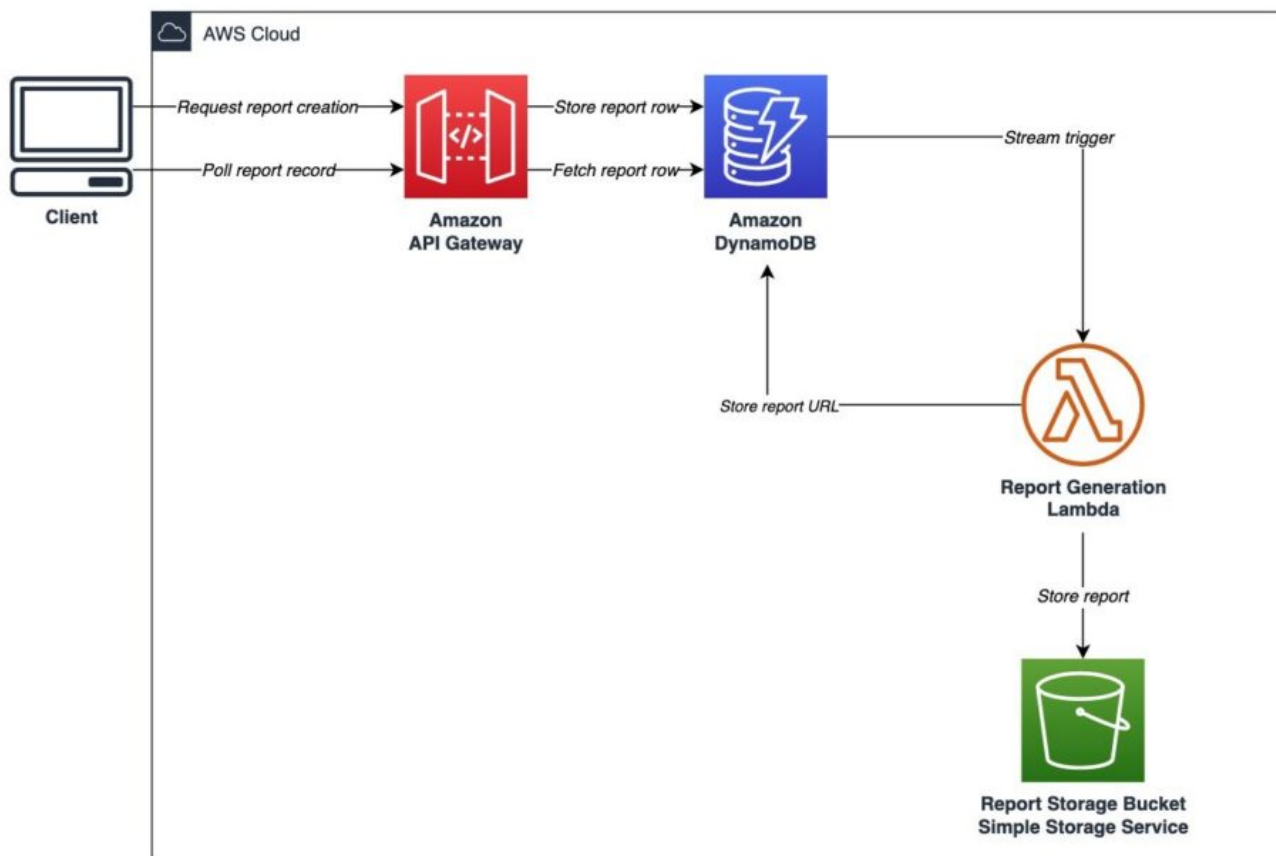 AWS Cloud
Request report creation
Store report row
Stream trigger
Poll report record
</>
Fetch report row
Client
Amazon
API Gateway
Amazon
DynamoDB
Store report URL
Report Generation
Lambda
Store report
Report Storage Bucket
Simple Storage Service